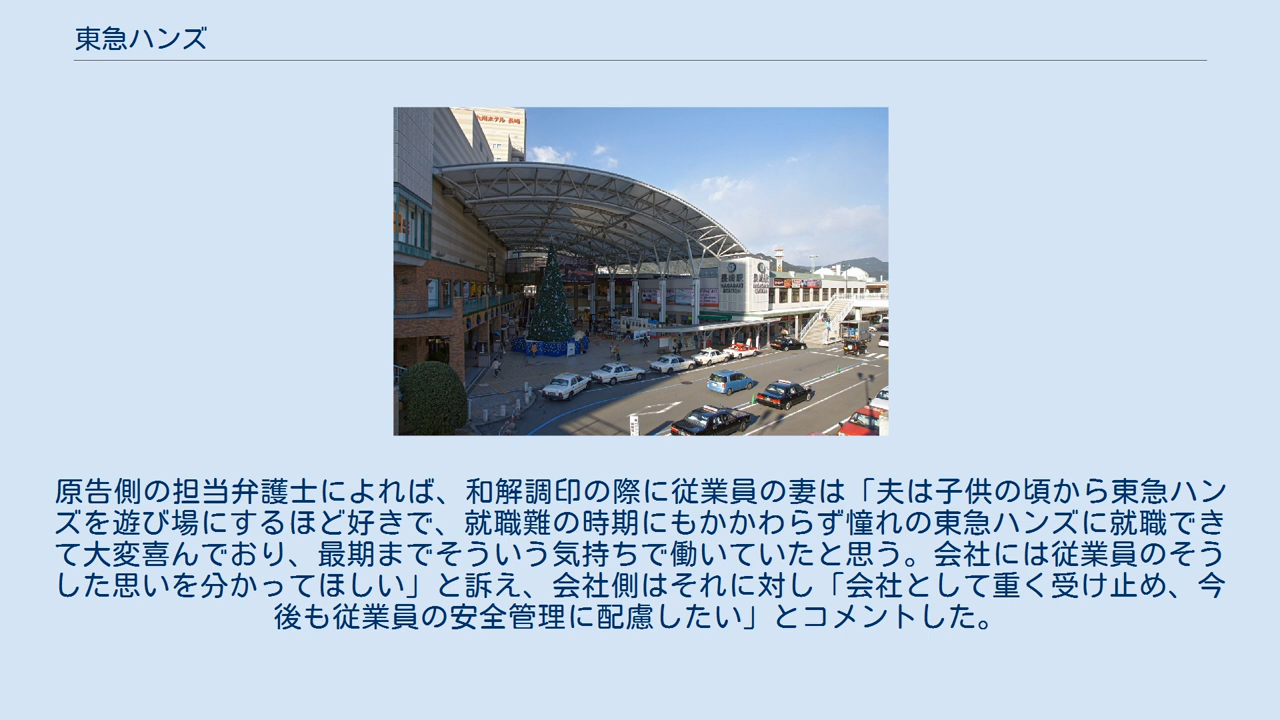 東急ハンズ
長崎駅
NAGASAKI
STATION
原告側の担当弁護士によれば、和解調印の際に従業員の妻は「夫は子供の頃から東急ハン
ズを遊び場にするほど好きで、就職難の時期にもかかわらず憧れの東急ハンズに就職でき
て大変喜んでおり、最期までそういう気持ちで働いていたと思う。会社には従業員のそう
した思いを分かってほしい」と訴え、会社側はそれに対し「会社として重く受け止め、今
後も従業員の安全管理に配慮したい」とコメントした。